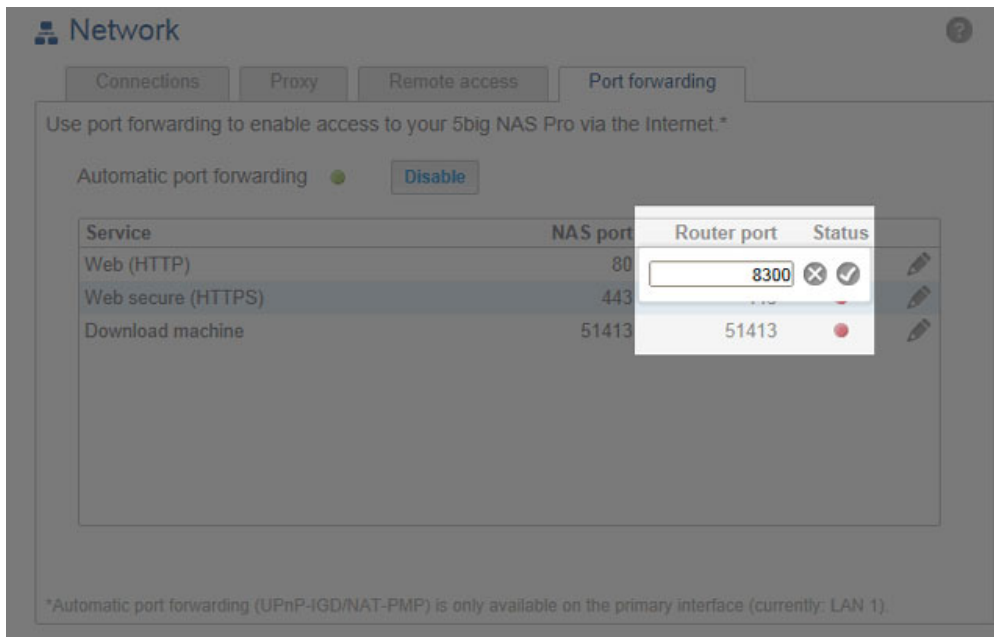 Network
Connections Proxy Remote access Port forwarding
Use port forwarding to enable access to your 5big NAS Pro via the Internet.*
Automatic port forwarding Disable
Service NAS port Router port Status
Web (HTTP) 80 8300
Web secure (HTTPS) 443
Download machine 51413 51413
*Automatic port forwarding (UPnP-IGD/NAT-PMP) is only available on the primary interface (currently: LAN 1).